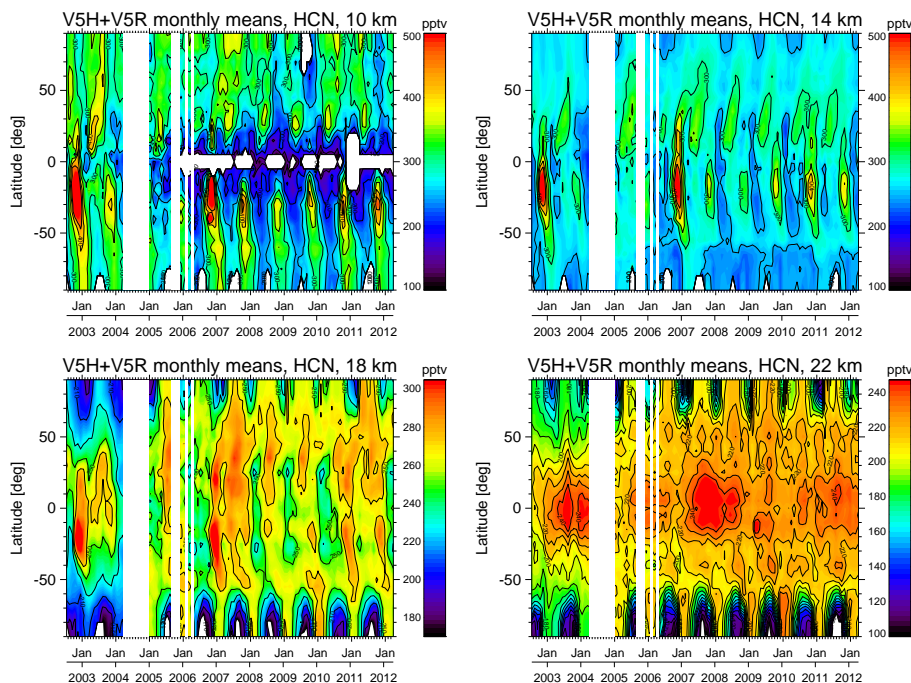 V5H+V5R monthly means, HCN, 10 km
pptv
500
400
300
200
100
Latitude [deg]
50
0
-50
Jan Jan Jan Jan Jan Jan Jan Jan Jan Jan
2003 2004 2005 2006 2007 2008 2009 2010 2011 2012
V5H+V5R monthly means, HCN, 14 km
pptv
500
400
300
200
100
Latitude [deg]
50
0
-50
Jan Jan Jan Jan Jan Jan Jan Jan Jan Jan
2003 2004 2005 2006 2007 2008 2009 2010 2011 2012
V5H+V5R monthly means, HCN, 18 km
pptv
300
280
260
240
220
200
180
Latitude [deg]
50
0
-50
Jan Jan Jan Jan Jan Jan Jan Jan Jan Jan
2003 2004 2005 2006 2007 2008 2009 2010 2011 2012
V5H+V5R monthly means, HCN, 22 km
pptv
240
220
200
180
160
140
120
100
Latitude [deg]
50
0
-50
Jan Jan Jan Jan Jan Jan Jan Jan Jan Jan
2003 2004 2005 2006 2007 2008 2009 2010 2011 2012